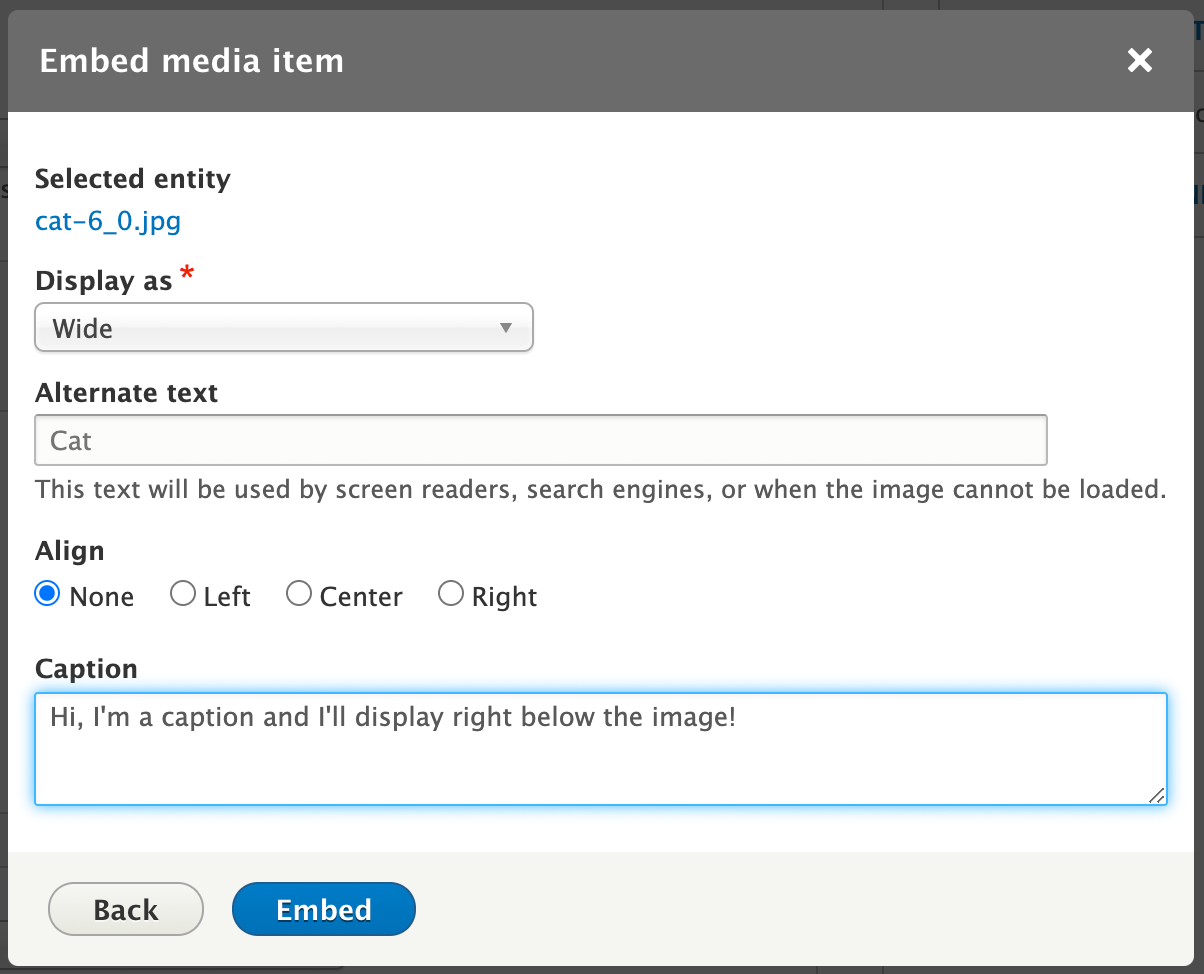 Embed media item
Selected entity
cat-6_0.jpg
Display as *
Wide
Alternate text
Cat
This text will be used by screen readers, search engines, or when the image cannot be loaded.
Align
None Left Center Right
Caption
Hi, I'm a caption and I'll display right below the image!
Back Embed